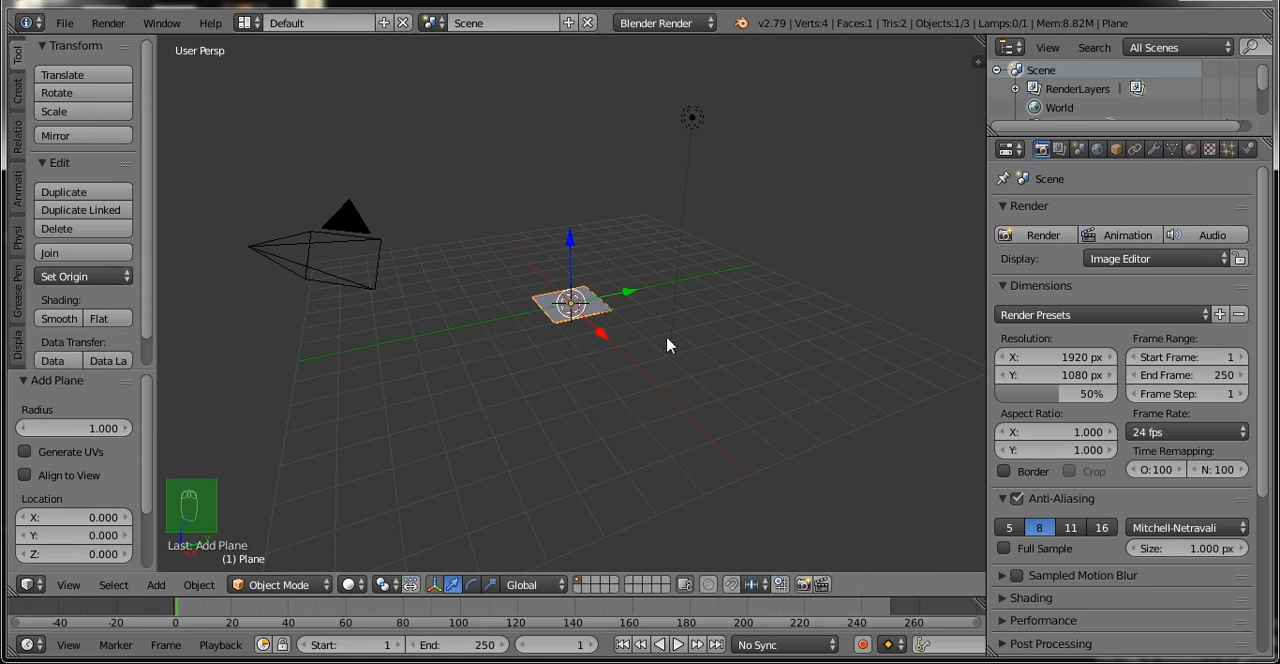 File Render Window Help Default Scene Blender Render v2.79 | Verts:4 | Faces:1 | Tris:2 | Objects:1/3 | Lamps:0/1 | Mem:8.82M | Plane
Tool
Creat
Relatio
Animati
Physi
Grease Pen
Displa
Transform
Translate
Rotate
Scale
Mirror
Edit
Duplicate
Duplicate Linked
Delete
Join
Set Origin
Shading:
Smooth Flat
Data Transfer:
Data Data La
Add Plane
Radius
1.000
Generate UVs
Align to View
Location
X: 0.000
Y: 0.000
Z: 0.000
User Persp
Last: Add Plane
(1) Plane
View Select Add Object Object Mode Global
-40 -20 0 20 40 60 80 100 120 140 160 180 200 220 240 260
View Marker Frame Playback Start: 1 End: 250 1 No Sync
View Search All Scenes
Scene
RenderLayers |
World
Scene
Render
Render Animation Audio
Display: Image Editor
Dimensions
Render Presets
Resolution: Frame Range:
X: 1920 px Start Frame: 1
Y: 1080 px End Frame: 250
50% Frame Step: 1
Aspect Ratio: Frame Rate:
X: 1.000 24 fps
Y: 1.000 Time Remapping:
Border Crop O:100 N: 100
Anti-Aliasing
5 8 11 16 Mitchell-Netravali
Full Sample Size: 1.000 px
Sampled Motion Blur
Shading
Performance
Post Processing